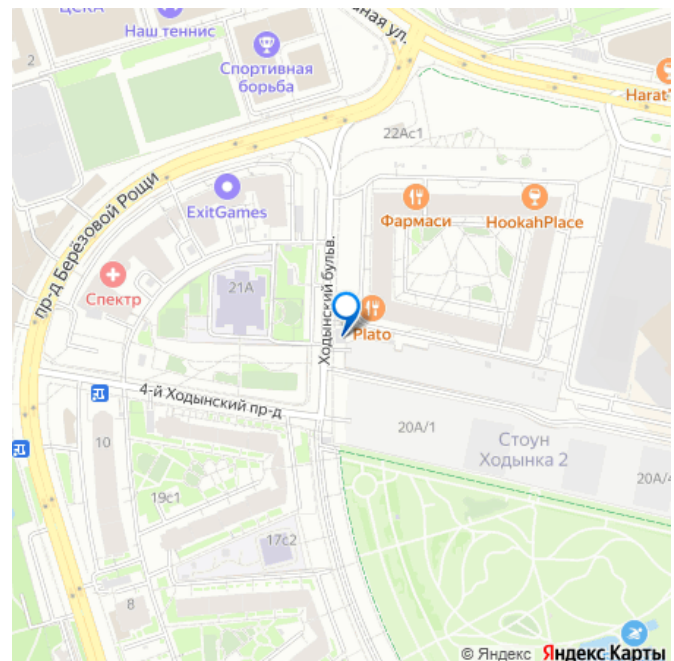 ЦСКА
Наш теннис
ная ул.
2
Спортивная
борьба
Harat'
22Ас1
пр-д Берёзовой Рощи
ExitGames
Фармаси
HookahPlace
Спектр
21А
Ходынский бульв.
Plato
4-й Ходынский пр-д
20А/1
Стоун
Ходынка 2
10
20А/4
19с1
17с2
8
© Яндекс Яндекс Карты